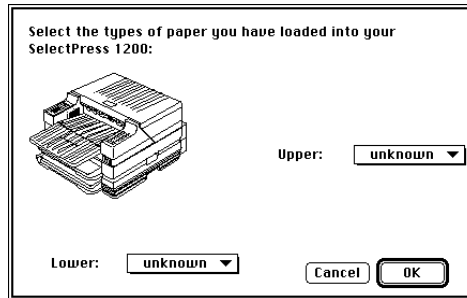 Select the types of paper you have loaded into your
SelectPress 1200:
Upper: unknown
Lower: unknown
Cancel OK